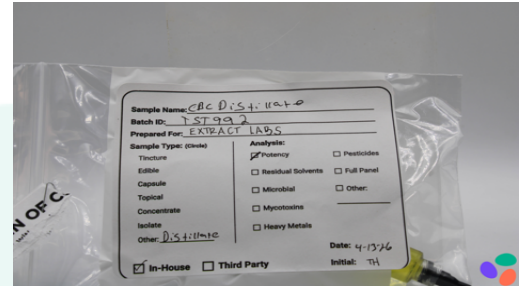 Sample Name: CBC Distillate
Batch ID: TST992
Prepared For: EXTRACT LABS
Sample Type: (Circle)
Tincture
Edible
Capsule
Topical
Concentrate
Isolate
Other: Distillate
Analysis:
Potency
Pesticides
Residual Solvents
Full Panel
Microbial
Other:
Mycotoxins
Heavy Metals
Date: 4-13-26
In-House
Third Party
Initial: TH
N OF C